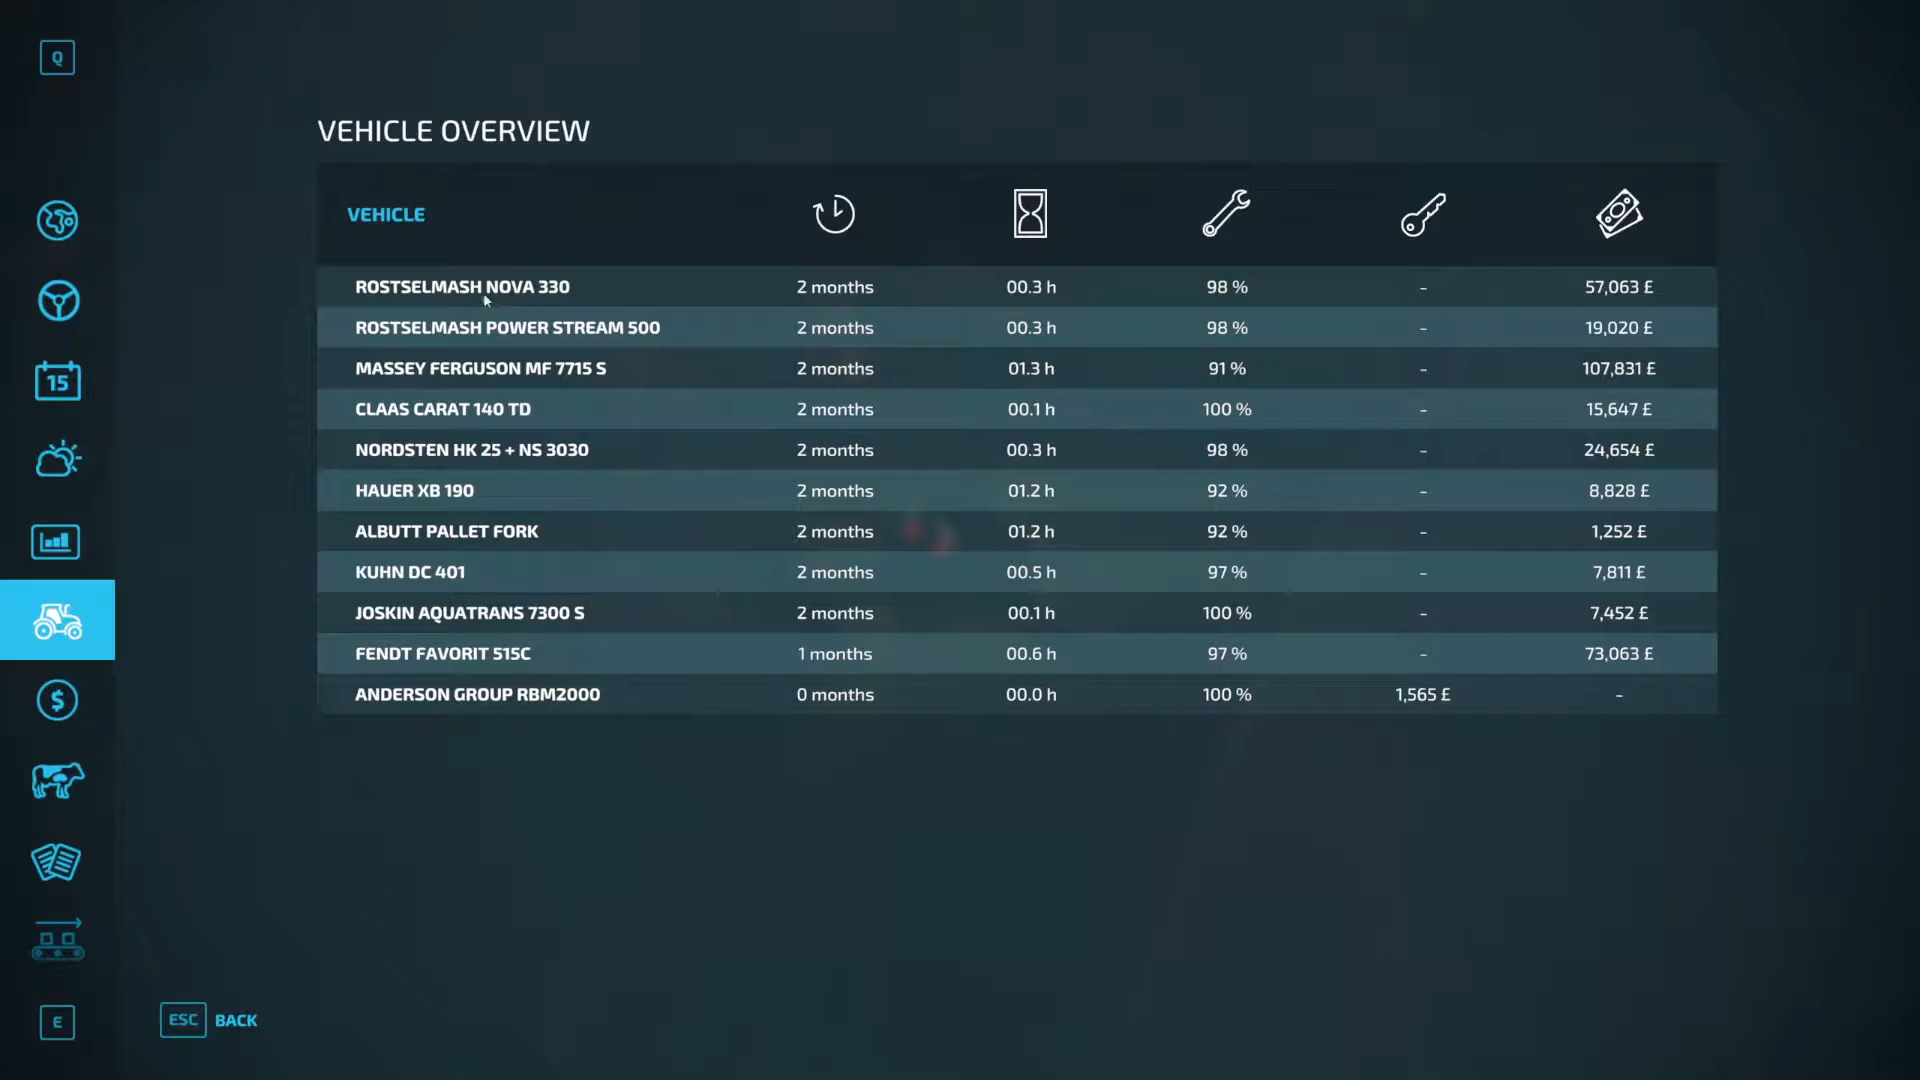 Q
VEHICLE OVERVIEW
VEHICLE
ROSTSELMASH NOVA 330 2 months 00.3 h 98 % - 57,063 £
ROSTSELMASH POWER STREAM 500 2 months 00.3 h 98 % - 19,020 £
MASSEY FERGUSON MF 7715 S 2 months 01.3 h 91 % - 107,831 £
CLAAS CARAT 140 TD 2 months 00.1 h 100 % - 15,647 £
NORDSTEN HK 25 + NS 3030 2 months 00.3 h 98 % - 24,654 £
HAUER XB 190 2 months 01.2 h 92 % - 8,828 £
ALBUTT PALLET FORK 2 months 01.2 h 92 % - 1,252 £
KUHN DC 401 2 months 00.5 h 97 % - 7,811 £
JOSKIN AQUATRANS 7300 S 2 months 00.1 h 100 % - 7,452 £
FENDT FAVORIT 515C 1 months 00.6 h 97 % - 73,063 £
ANDERSON GROUP RBM2000 0 months 00.0 h 100 % 1,565 £ -
15
$
E
ESC BACK